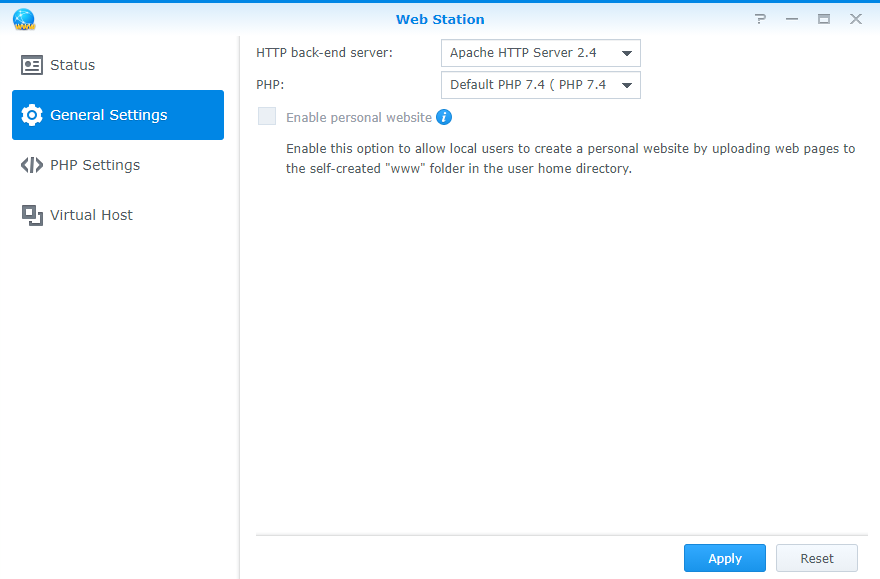 Web Station
Status
General Settings
PHP Settings
Virtual Host
HTTP back-end server: Apache HTTP Server 2.4
PHP: Default PHP 7.4 ( PHP 7.4
Enable personal website
Enable this option to allow local users to create a personal website by uploading web pages to
the self-created "www" folder in the user home directory.
Apply Reset